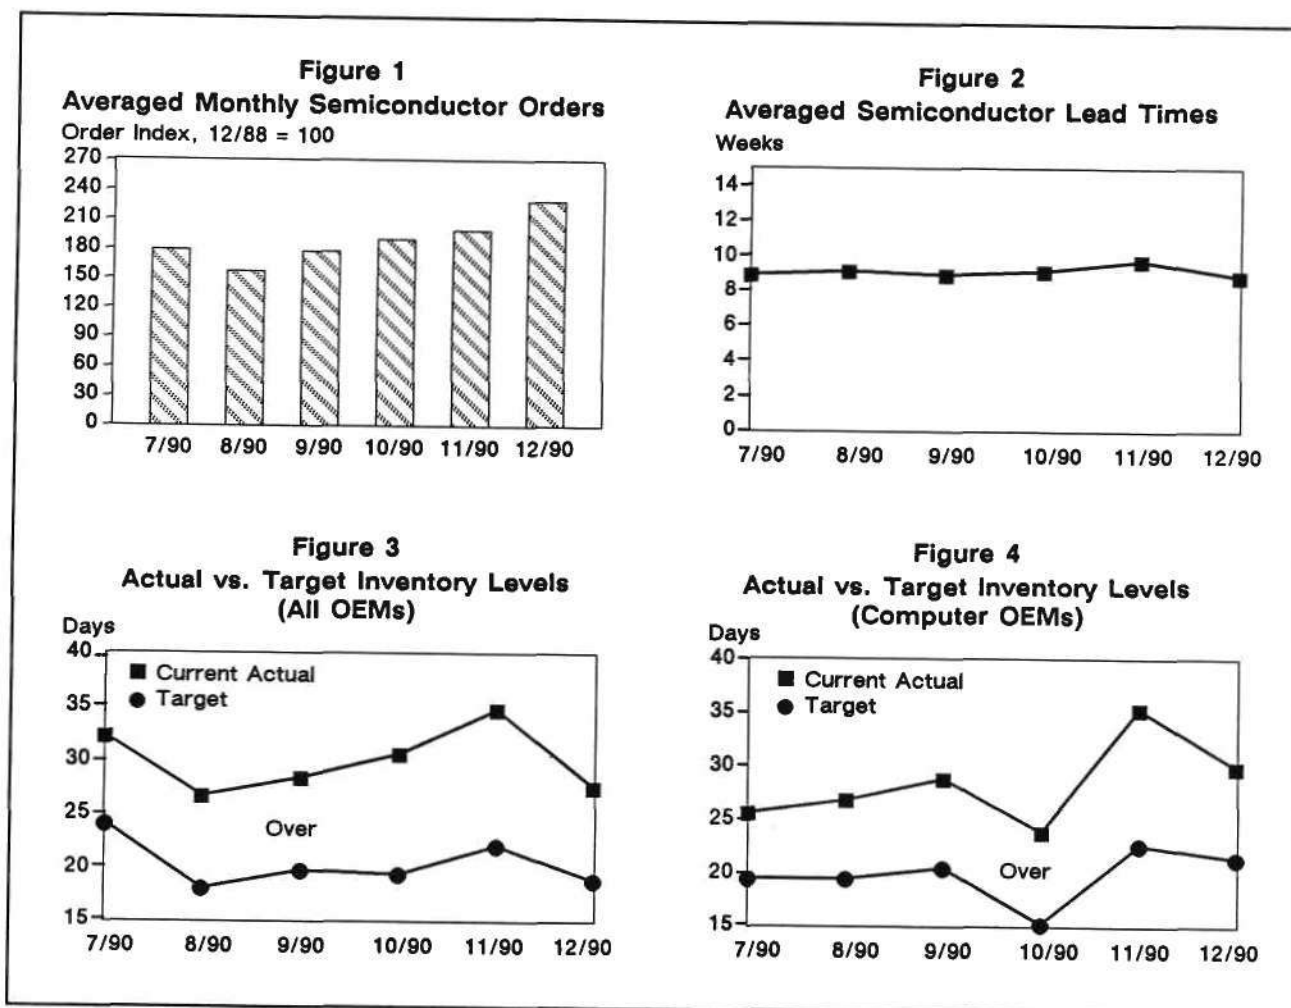 Figure 1
Averaged Monthly Semiconductor Orders
Order Index, 12/88 = 100
270
240
210
180
150
120
90
60
30
0
7/90 8/90 9/90 10/90 11/90 12/90
Figure 2
Averaged Semiconductor Lead Times
Weeks
14
12
10
8
6
4
2
0
7/90 8/90 9/90 10/90 11/90 12/90
Figure 3
Actual vs. Target Inventory Levels
(All OEMs)
Days
40
35
30
25
20
15
Current Actual
Target
Over
7/90 8/90 9/90 10/90 11/90 12/90
Figure 4
Actual vs. Target Inventory Levels
(Computer OEMs)
Days
40
35
30
25
20
15
Current Actual
Target
Over
7/90 8/90 9/90 10/90 11/90 12/90